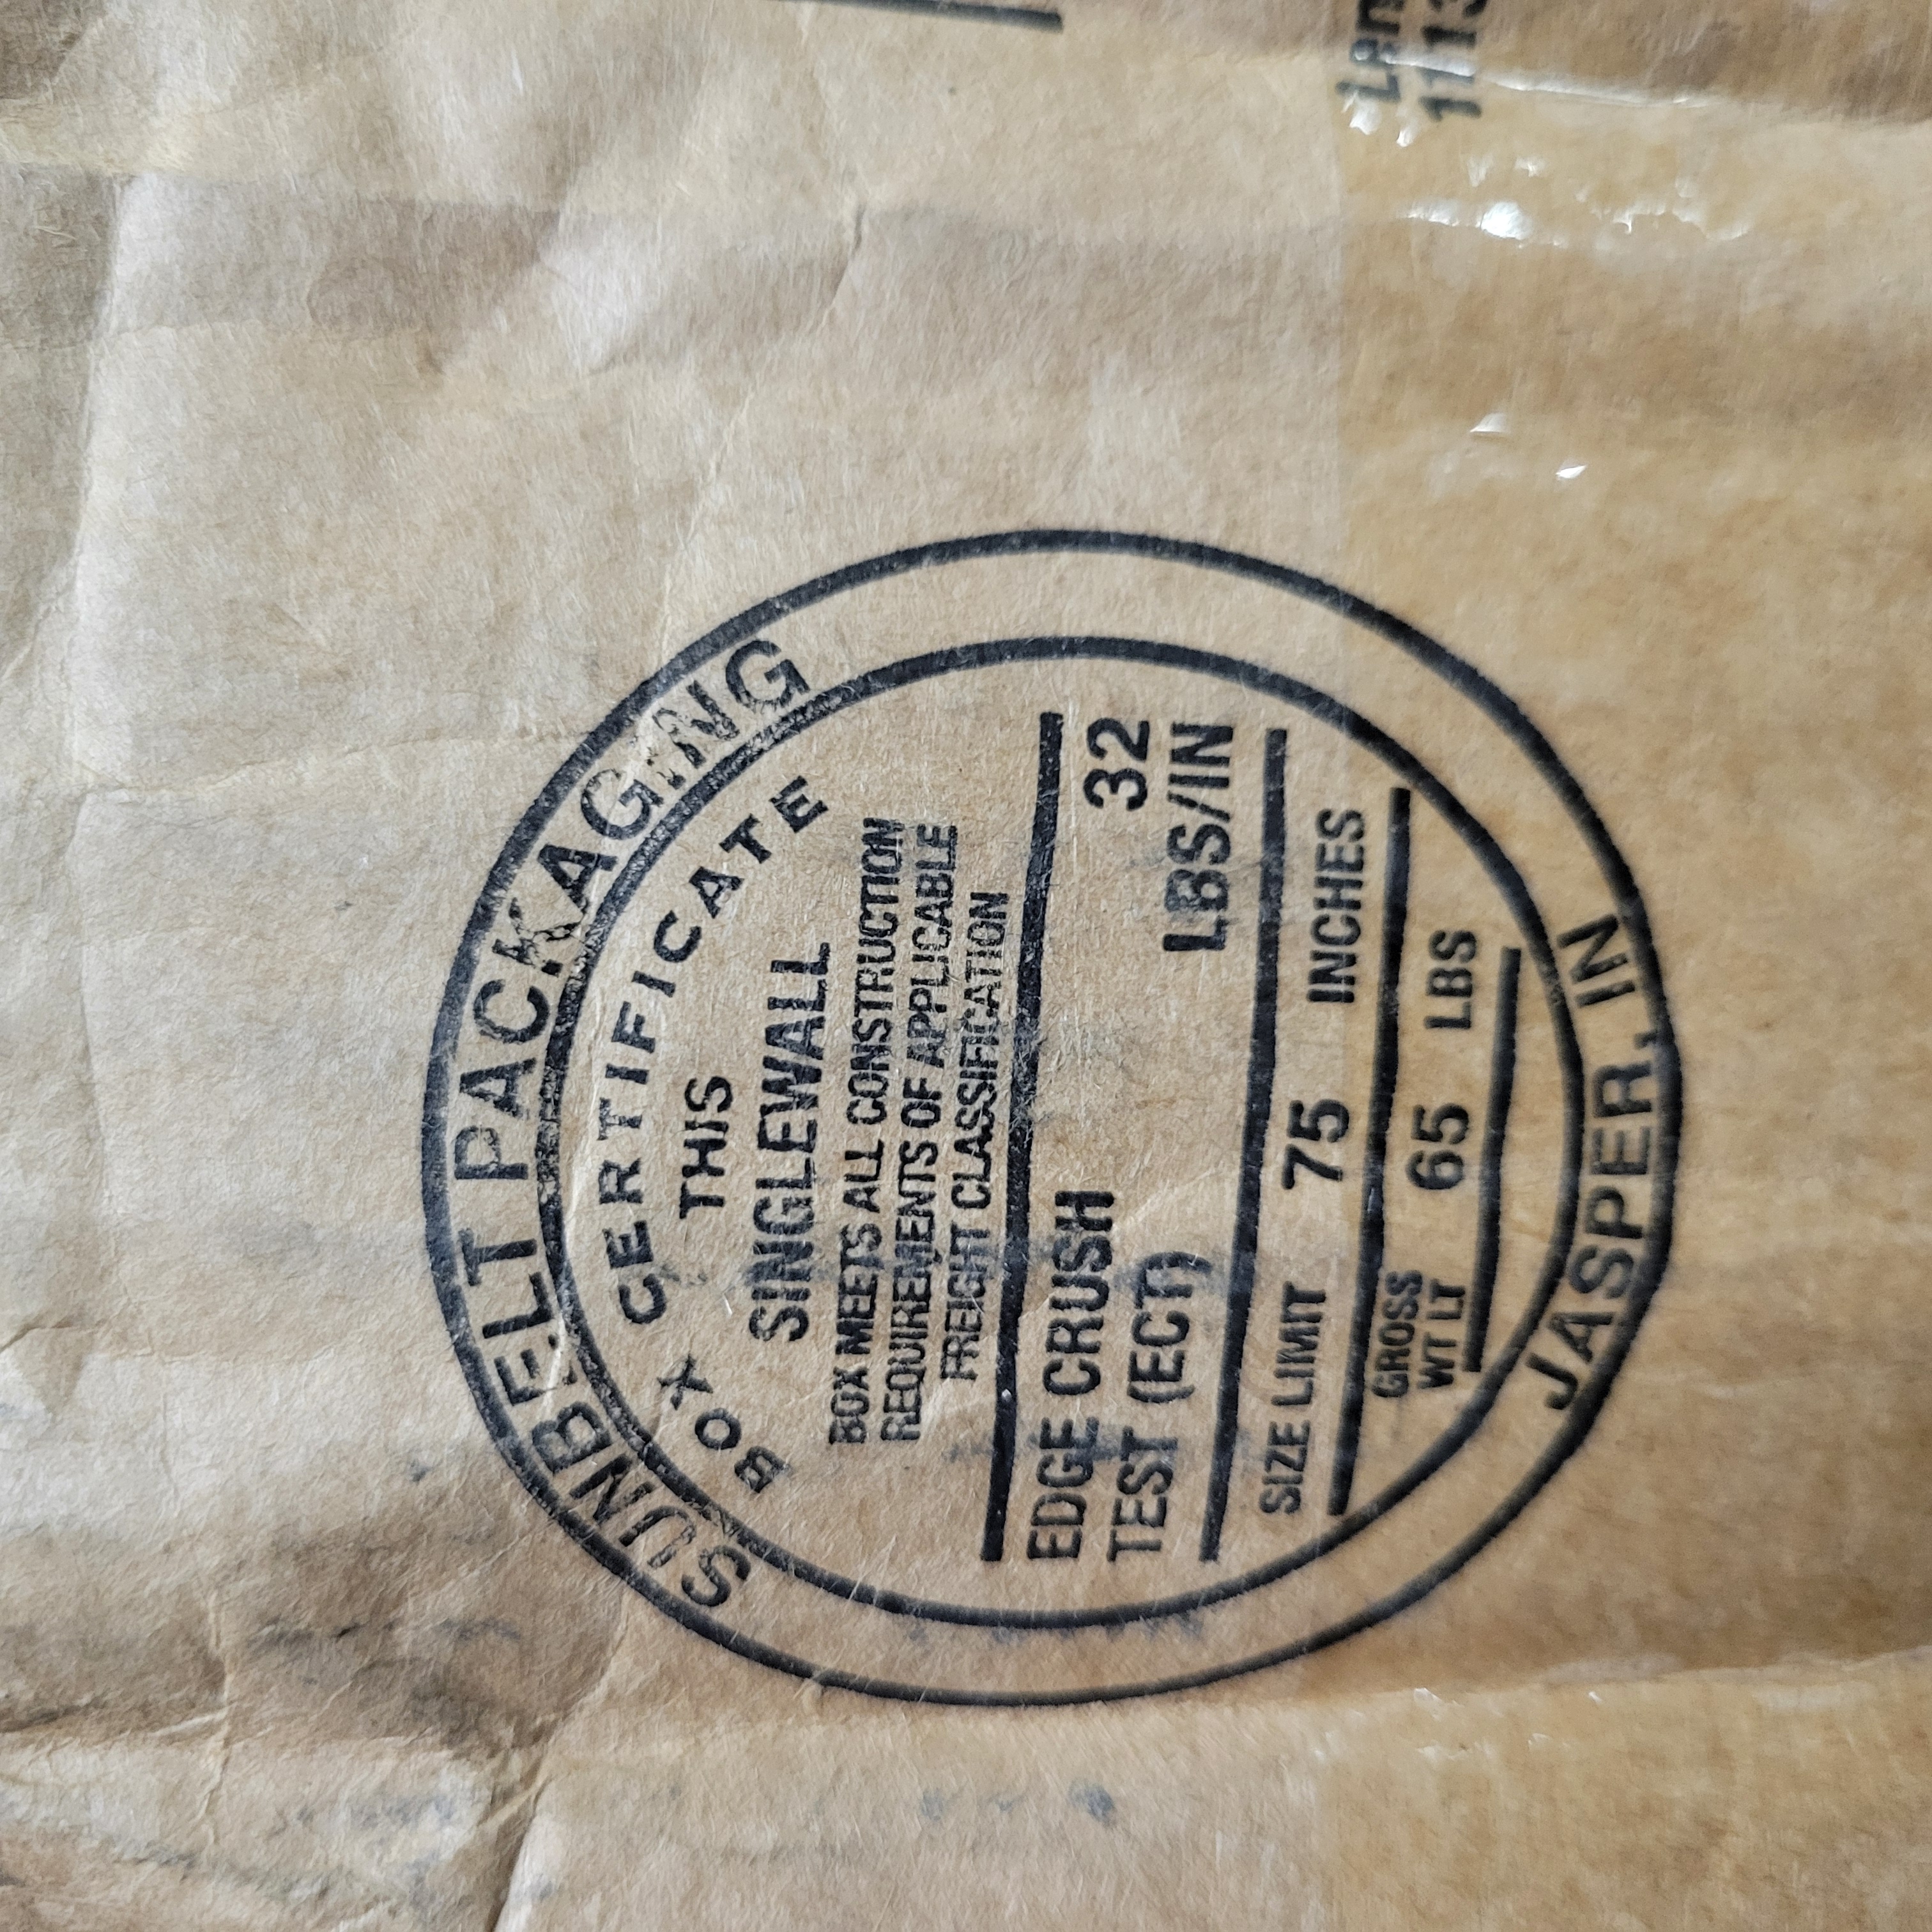 SUNBELT PACKAGING
BOX CERTIFICATE
THIS
SINGLEWALL
BOX MEETS ALL CONSTRUCTION
REQUIREMENTS OF APPLICABLE
FREIGHT CLASSIFICATION
EDGE CRUSH 32
TEST (ECT) LBS/IN
SIZE LIMIT 75 INCHES
GROSS
WT LT 65 LBS
JASPER, IN